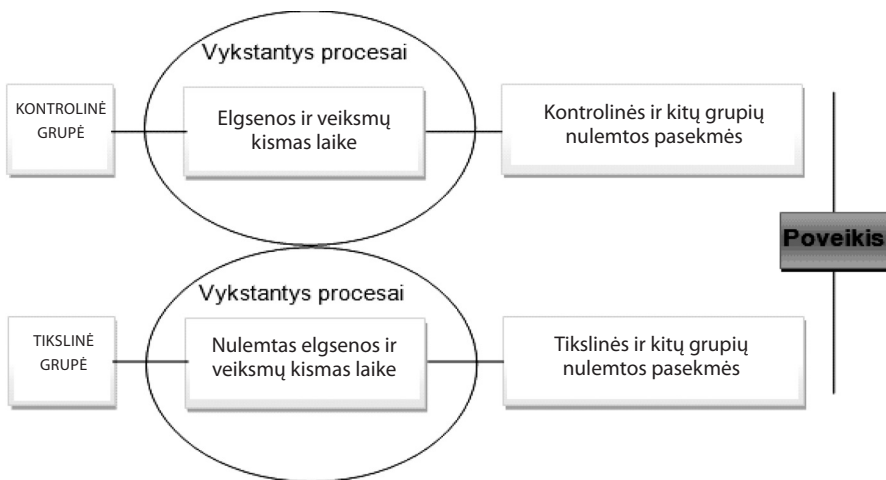 Vykstantys procesai
KONTROLINĖ
GRUPĖ
Elgsenos ir veiksmų
kismas laike
Kontrolinės ir kitų grupių
nulemtos pasekmės
Poveikis
Vykstantys procesai
TIKSLINĖ
GRUPĖ
Nulemtas elgsenos ir
veiksmų kismas laike
Tikslinės ir kitų grupių
nulemtos pasekmės